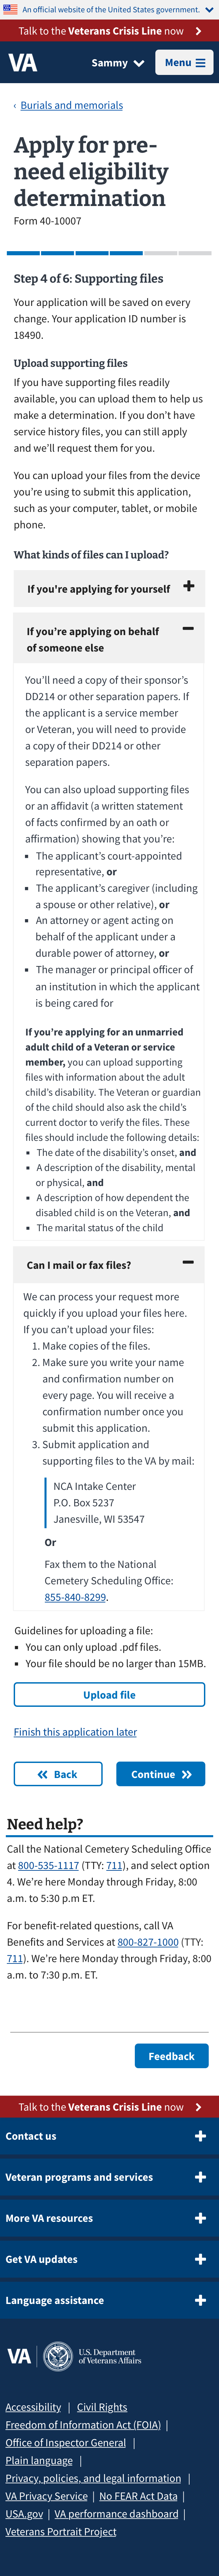 An official website of the United States government.
Talk to the Veterans Crisis Line now
VA
Sammy
Menu
‹ Burials and memorials
Apply for pre-
need eligibility
determination
Form 40-10007
Step 4 of 6: Supporting files
Your application will be saved on every
change. Your application ID number is
18490.
Upload supporting files
If you have supporting files readily
available, you can upload them to help us
make a determination. If you don’t have
service history files, you can still apply
and we’ll request them for you.
You can upload your files from the device
you’re using to submit this application,
such as your computer, tablet, or mobile
phone.
What kinds of files can I upload?
If you're applying for yourself
If you’re applying on behalf
of someone else
You’ll need a copy of their sponsor’s
DD214 or other separation papers. If
the applicant is a service member
or Veteran, you will need to provide
a copy of their DD214 or other
separation papers.
You can also upload supporting files
or an affidavit (a written statement
of facts confirmed by an oath or
affirmation) showing that you’re:
▪ The applicant’s court-appointed
representative, or
▪ The applicant’s caregiver (including
a spouse or other relative), or
▪ An attorney or agent acting on
behalf of the applicant under a
durable power of attorney, or
▪ The manager or principal officer of
an institution in which the applicant
is being cared for
If you’re applying for an unmarried
adult child of a Veteran or service
member, you can upload supporting
files with information about the adult
child’s disability. The Veteran or guardian
of the child should also ask the child’s
current doctor to verify the files. These
files should include the following details:
▪ The date of the disability’s onset, and
▪ A description of the disability, mental
or physical, and
▪ A description of how dependent the
disabled child is on the Veteran, and
▪ The marital status of the child
Can I mail or fax files?
We can process your request more
quickly if you upload your files here.
If you can't upload your files:
1. Make copies of the files.
2. Make sure you write your name
and confirmation number on
every page. You will receive a
confirmation number once you
submit this application.
3. Submit application and
supporting files to the VA by mail:
NCA Intake Center
P.O. Box 5237
Janesville, WI 53547
Or
Fax them to the National
Cemetery Scheduling Office:
855-840-8299.
Guidelines for uploading a file:
▪ You can only upload .pdf files.
▪ Your file should be no larger than 15MB.
Upload file
Finish this application later
Back
Continue
Need help?
Call the National Cemetery Scheduling Office
at 800-535-1117 (TTY: 711), and select option
4. We’re here Monday through Friday, 8:00
a.m. to 5:30 p.m ET.
For benefit-related questions, call VA
Benefits and Services at 800-827-1000 (TTY:
711). We’re here Monday through Friday, 8:00
a.m. to 7:30 p.m. ET.
Feedback
Talk to the Veterans Crisis Line now
Contact us
Veteran programs and services
More VA resources
Get VA updates
Language assistance
VA
U.S. Department
of Veterans Affairs
Accessibility | Civil Rights
Freedom of Information Act (FOIA) |
Office of Inspector General |
Plain language |
Privacy, policies, and legal information |
VA Privacy Service | No FEAR Act Data |
USA.gov | VA performance dashboard |
Veterans Portrait Project